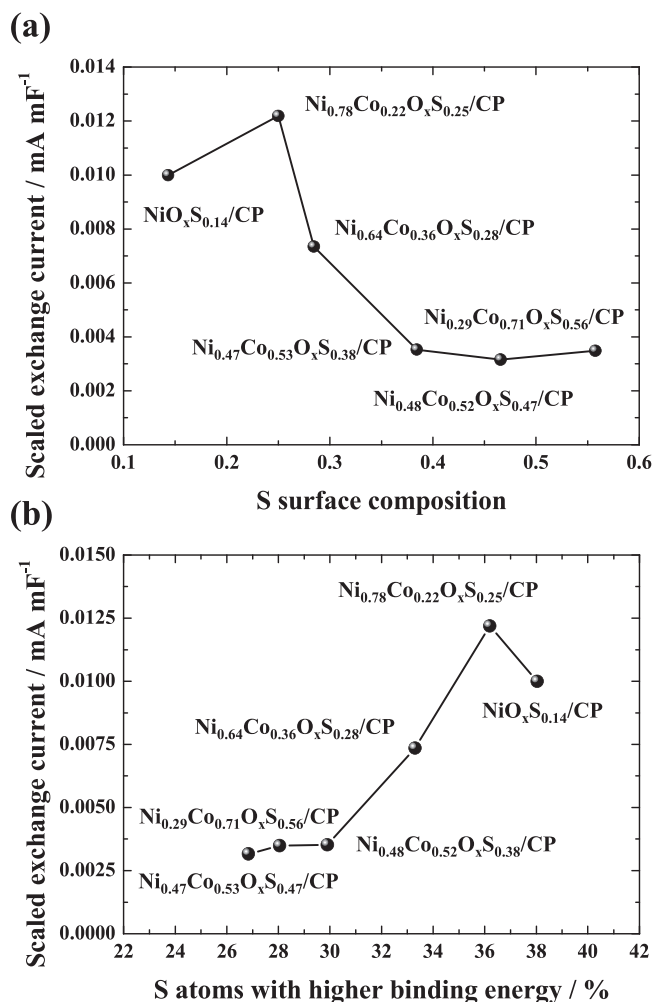 (a)
0.014
0.012
0.010
0.008
0.006
0.004
0.002
0.000
Scaled exchange current / mA mF⁻¹
Ni₀.₇₈Co₀.₂₂OₓS₀.₂₅/CP
NiOₓS₀.₁₄/CP
Ni₀.₆₄Co₀.₃₆OₓS₀.₂₈/CP
Ni₀.₂₉Co₀.₇₁OₓS₀.₅₆/CP
Ni₀.₄₇Co₀.₅₃OₓS₀.₃₈/CP
Ni₀.₄₈Co₀.₅₂OₓS₀.₄₇/CP
0.1 0.2 0.3 0.4 0.5 0.6
S surface composition
(b)
0.0150
0.0125
0.0100
0.0075
0.0050
0.0025
0.0000
Scaled exchange current / mA mF⁻¹
Ni₀.₇₈Co₀.₂₂OₓS₀.₂₅/CP
NiOₓS₀.₁₄/CP
Ni₀.₆₄Co₀.₃₆OₓS₀.₂₈/CP
Ni₀.₂₉Co₀.₇₁OₓS₀.₅₆/CP
Ni₀.₄₈Co₀.₅₂OₓS₀.₃₈/CP
Ni₀.₄₇Co₀.₅₃OₓS₀.₄₇/CP
22 24 26 28 30 32 34 36 38 40 42
S atoms with higher binding energy / %